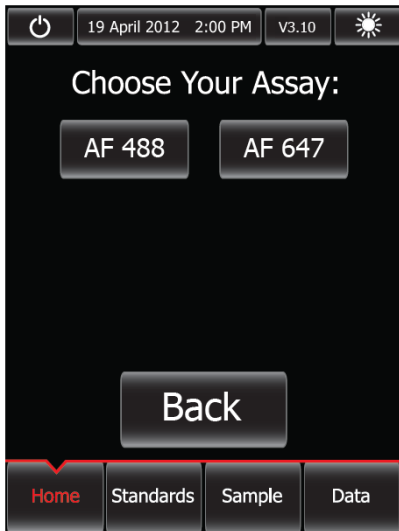 19 April 2012 2:00 PM V3.10
Choose Your Assay:
AF 488 AF 647
Back
Home Standards Sample Data